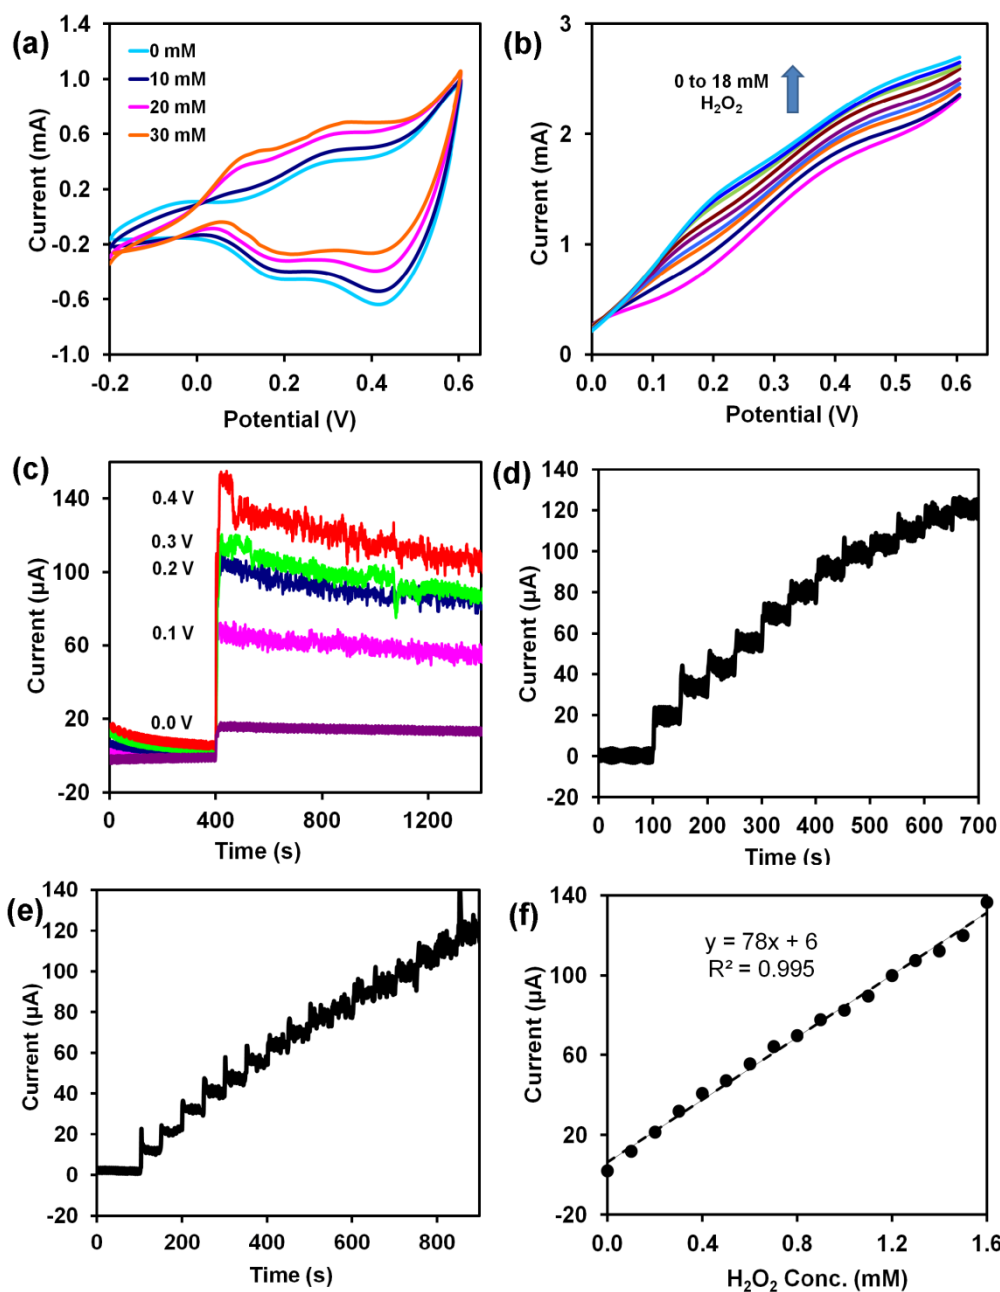 (a)
1.4
1.0
0.6
0.2
-0.2
-0.6
-1.0
Current (mA)
0 mM
10 mM
20 mM
30 mM
-0.2 0.0 0.2 0.4 0.6
Potential (V)
(b)
3
2
1
0
Current (mA)
0 to 18 mM
H₂O₂
0.0 0.1 0.2 0.3 0.4 0.5 0.6
Potential (V)
(c)
140
100
60
20
-20
Current (µA)
0.4 V
0.3 V
0.2 V
0.1 V
0.0 V
0 400 800 1200
Time (s)
(d)
140
120
100
80
60
40
20
0
-20
Current (µA)
0 100 200 300 400 500 600 700
Time (s)
(e)
140
120
100
80
60
40
20
0
-20
Current (µA)
0 200 400 600 800
Time (s)
(f)
140
100
60
20
-20
Current (µA)
y = 78x + 6
R² = 0.995
0.0 0.4 0.8 1.2 1.6
H₂O₂ Conc. (mM)